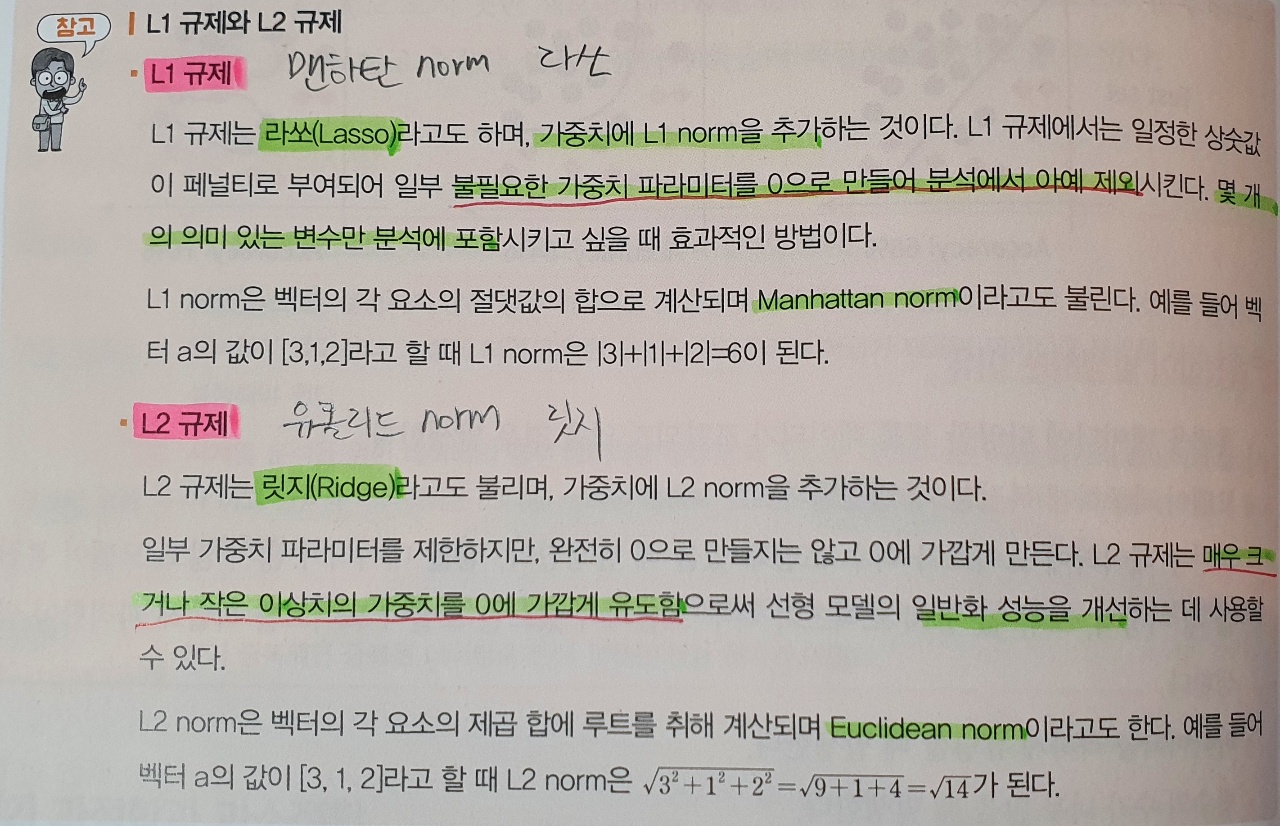 참고
L1 규제와 L2 규제
L1 규제 맨하탄 norm 라쏘
L1 규제는 라쏘(Lasso)라고도 하며, 가중치에 L1 norm을 추가하는 것이다. L1 규제에서는 일정한 상숫값
이 페널티로 부여되어 일부 불필요한 가중치 파라미터를 0으로 만들어 분석에서 아예 제외시킨다. 몇 개
의 의미 있는 변수만 분석에 포함시키고 싶을 때 효과적인 방법이다.
L1 norm은 벡터의 각 요소의 절댓값의 합으로 계산되며 Manhattan norm이라고도 불린다. 예를 들어 벡
터 a의 값이 [3,1,2]라고 할 때 L1 norm은 |3|+|1|+|2|=6이 된다.
L2 규제 유클리드 norm 릿지
L2 규제는 릿지(Ridge)라고도 불리며, 가중치에 L2 norm을 추가하는 것이다.
일부 가중치 파라미터를 제한하지만, 완전히 0으로 만들지는 않고 0에 가깝게 만든다. L2 규제는 매우 크
거나 작은 이상치의 가중치를 0에 가깝게 유도함으로써 선형 모델의 일반화 성능을 개선하는 데 사용할
수 있다.
L2 norm은 벡터의 각 요소의 제곱 합에 루트를 취해 계산되며 Euclidean norm이라고도 한다. 예를 들어
벡터 a의 값이 [3, 1, 2]라고 할 때 L2 norm은 √3²+1²+2²=√9+1+4=√14가 된다.